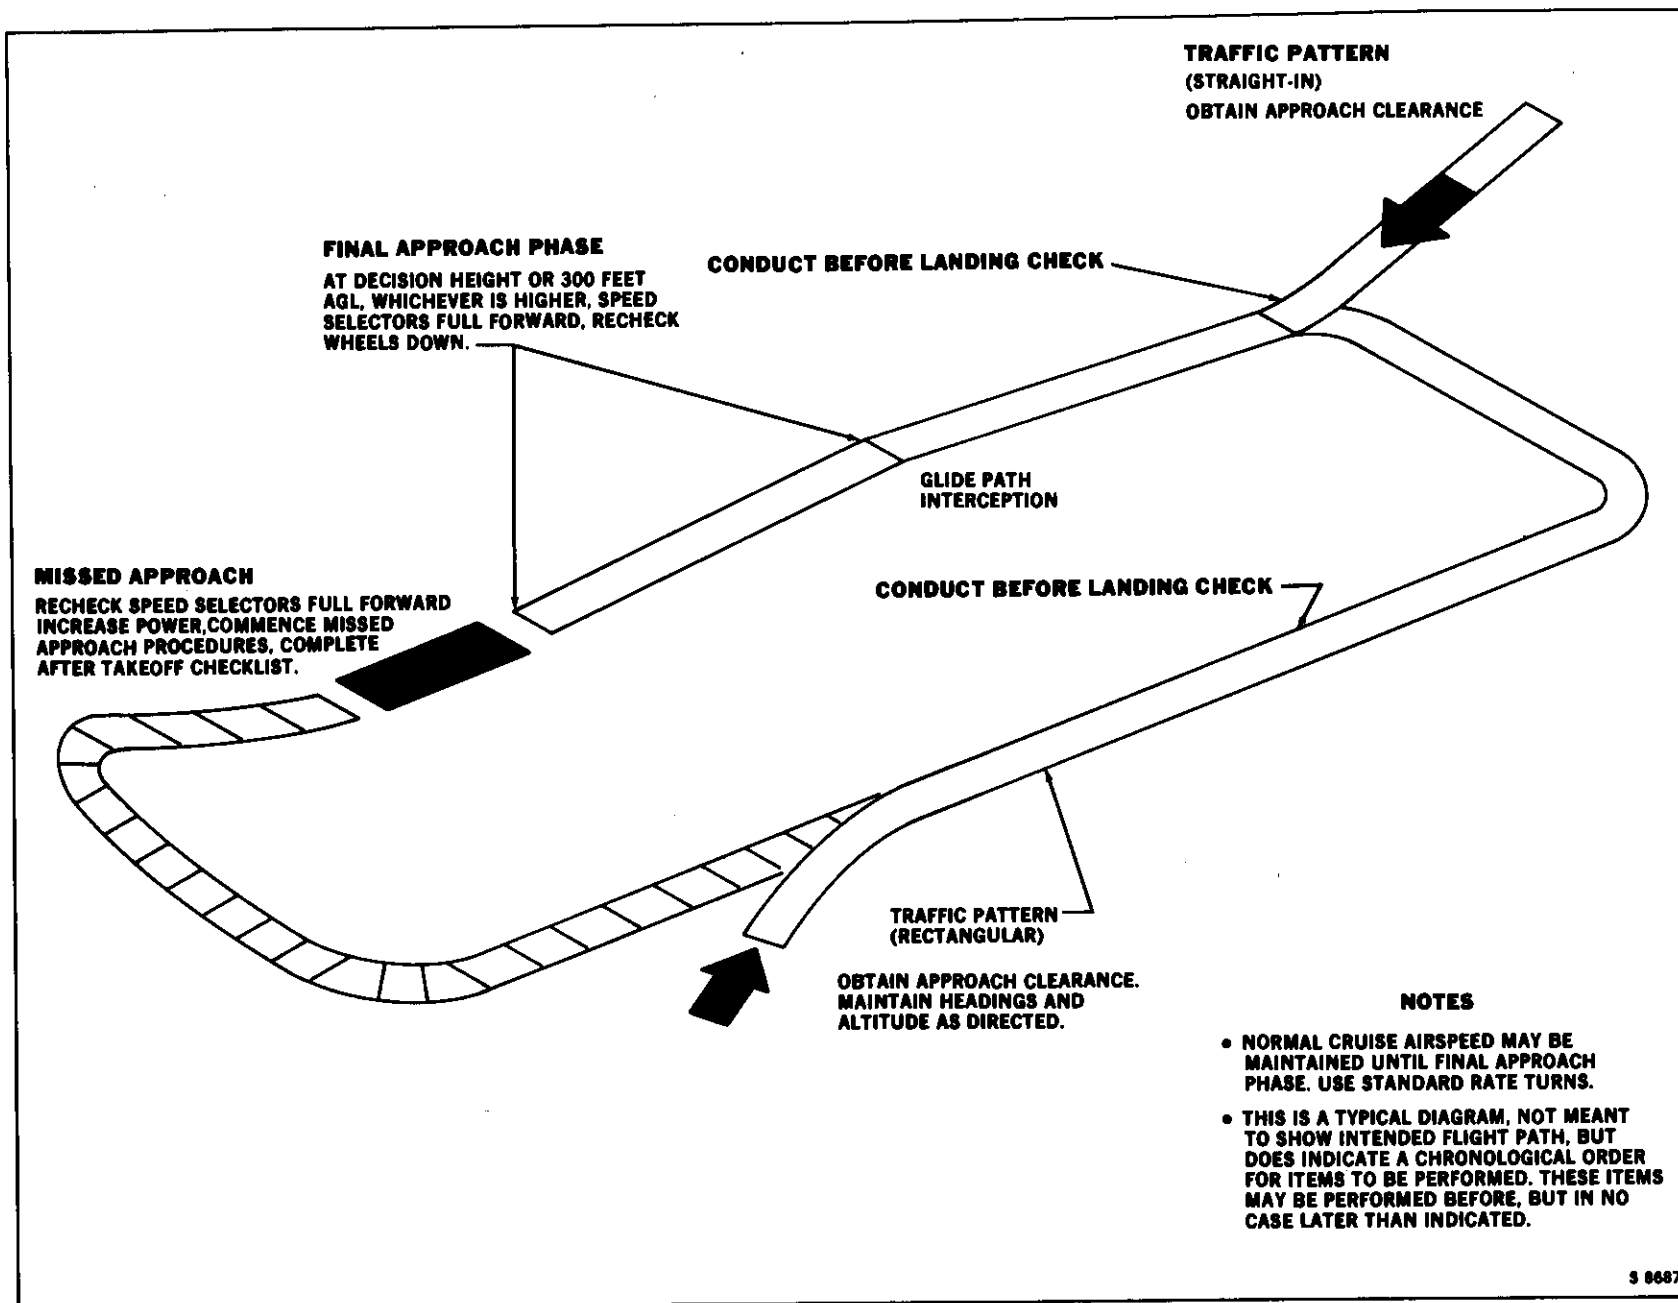 TRAFFIC PATTERN
(STRAIGHT-IN)
OBTAIN APPROACH CLEARANCE
FINAL APPROACH PHASE
AT DECISION HEIGHT OR 300 FEET
AGL, WHICHEVER IS HIGHER, SPEED
SELECTORS FULL FORWARD, RECHECK
WHEELS DOWN.
CONDUCT BEFORE LANDING CHECK
GLIDE PATH
INTERCEPTION
MISSED APPROACH
RECHECK SPEED SELECTORS FULL FORWARD
INCREASE POWER,COMMENCE MISSED
APPROACH PROCEDURES, COMPLETE
AFTER TAKEOFF CHECKLIST.
CONDUCT BEFORE LANDING CHECK
TRAFFIC PATTERN
(RECTANGULAR)
OBTAIN APPROACH CLEARANCE.
MAINTAIN HEADINGS AND
ALTITUDE AS DIRECTED.
NOTES
• NORMAL CRUISE AIRSPEED MAY BE
MAINTAINED UNTIL FINAL APPROACH
PHASE. USE STANDARD RATE TURNS.
• THIS IS A TYPICAL DIAGRAM, NOT MEANT
TO SHOW INTENDED FLIGHT PATH, BUT
DOES INDICATE A CHRONOLOGICAL ORDER
FOR ITEMS TO BE PERFORMED. THESE ITEMS
MAY BE PERFORMED BEFORE, BUT IN NO
CASE LATER THAN INDICATED.
S 8687